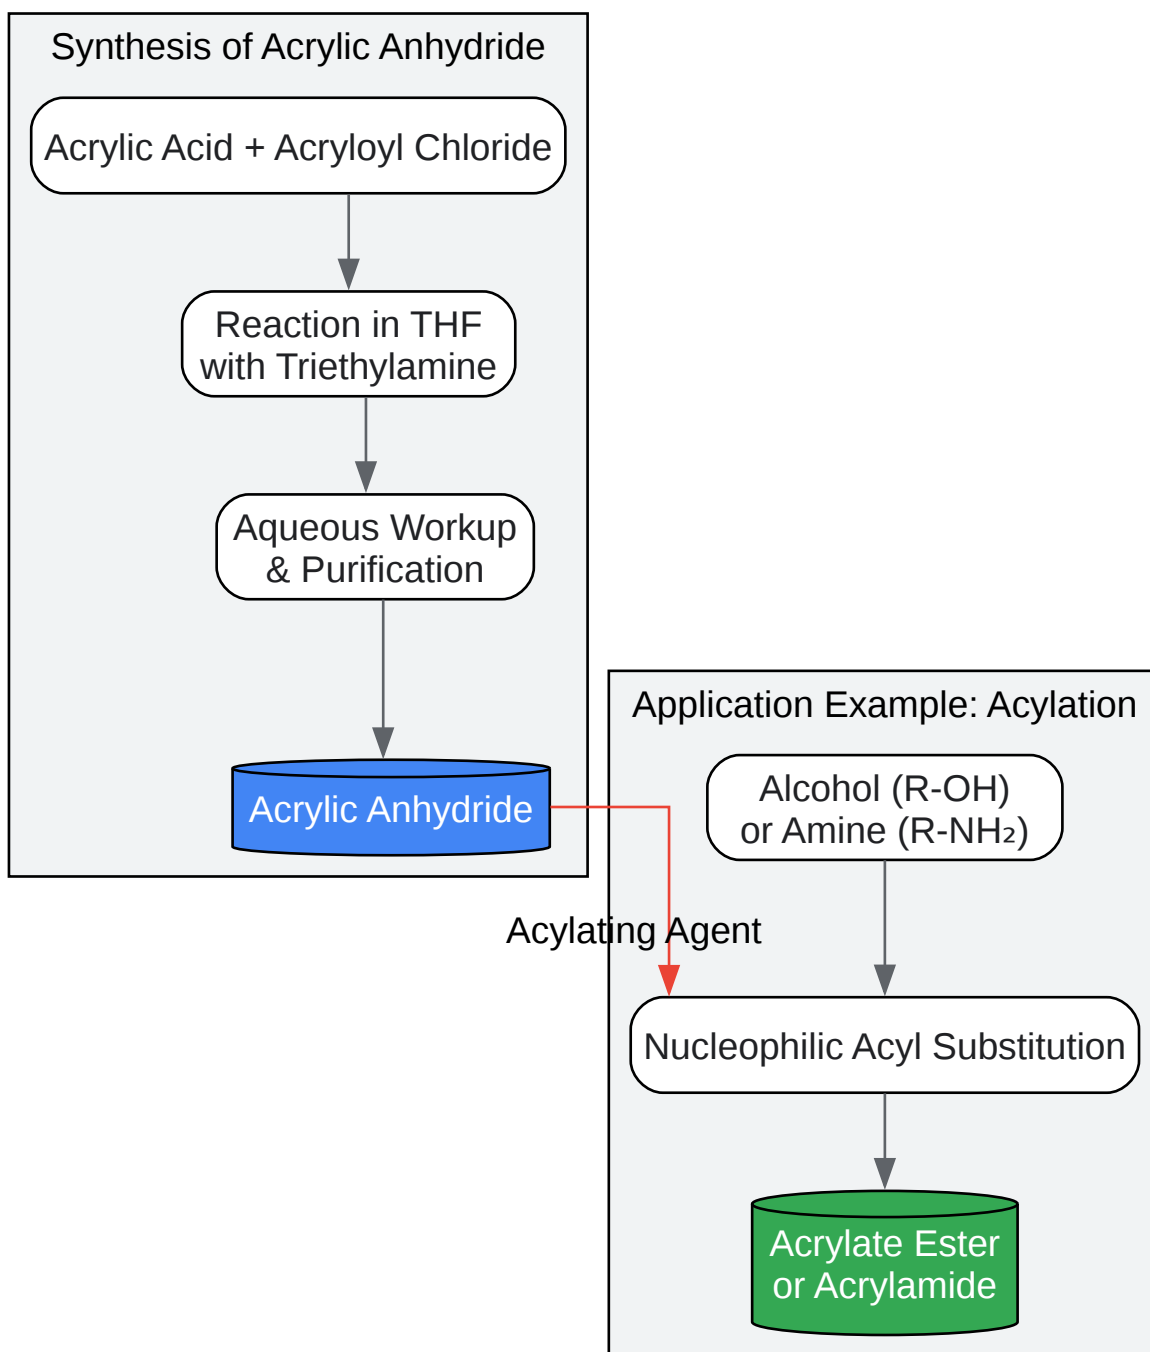 Synthesis of Acrylic Anhydride
Acrylic Acid + Acryloyl Chloride
Reaction in THF
with Triethylamine
Aqueous Workup
& Purification
Acrylic Anhydride
Application Example: Acylation
Alcohol (R-OH)
or Amine (R-NH₂)
Acylating Agent
Nucleophilic Acyl Substitution
Acrylate Ester
or Acrylamide